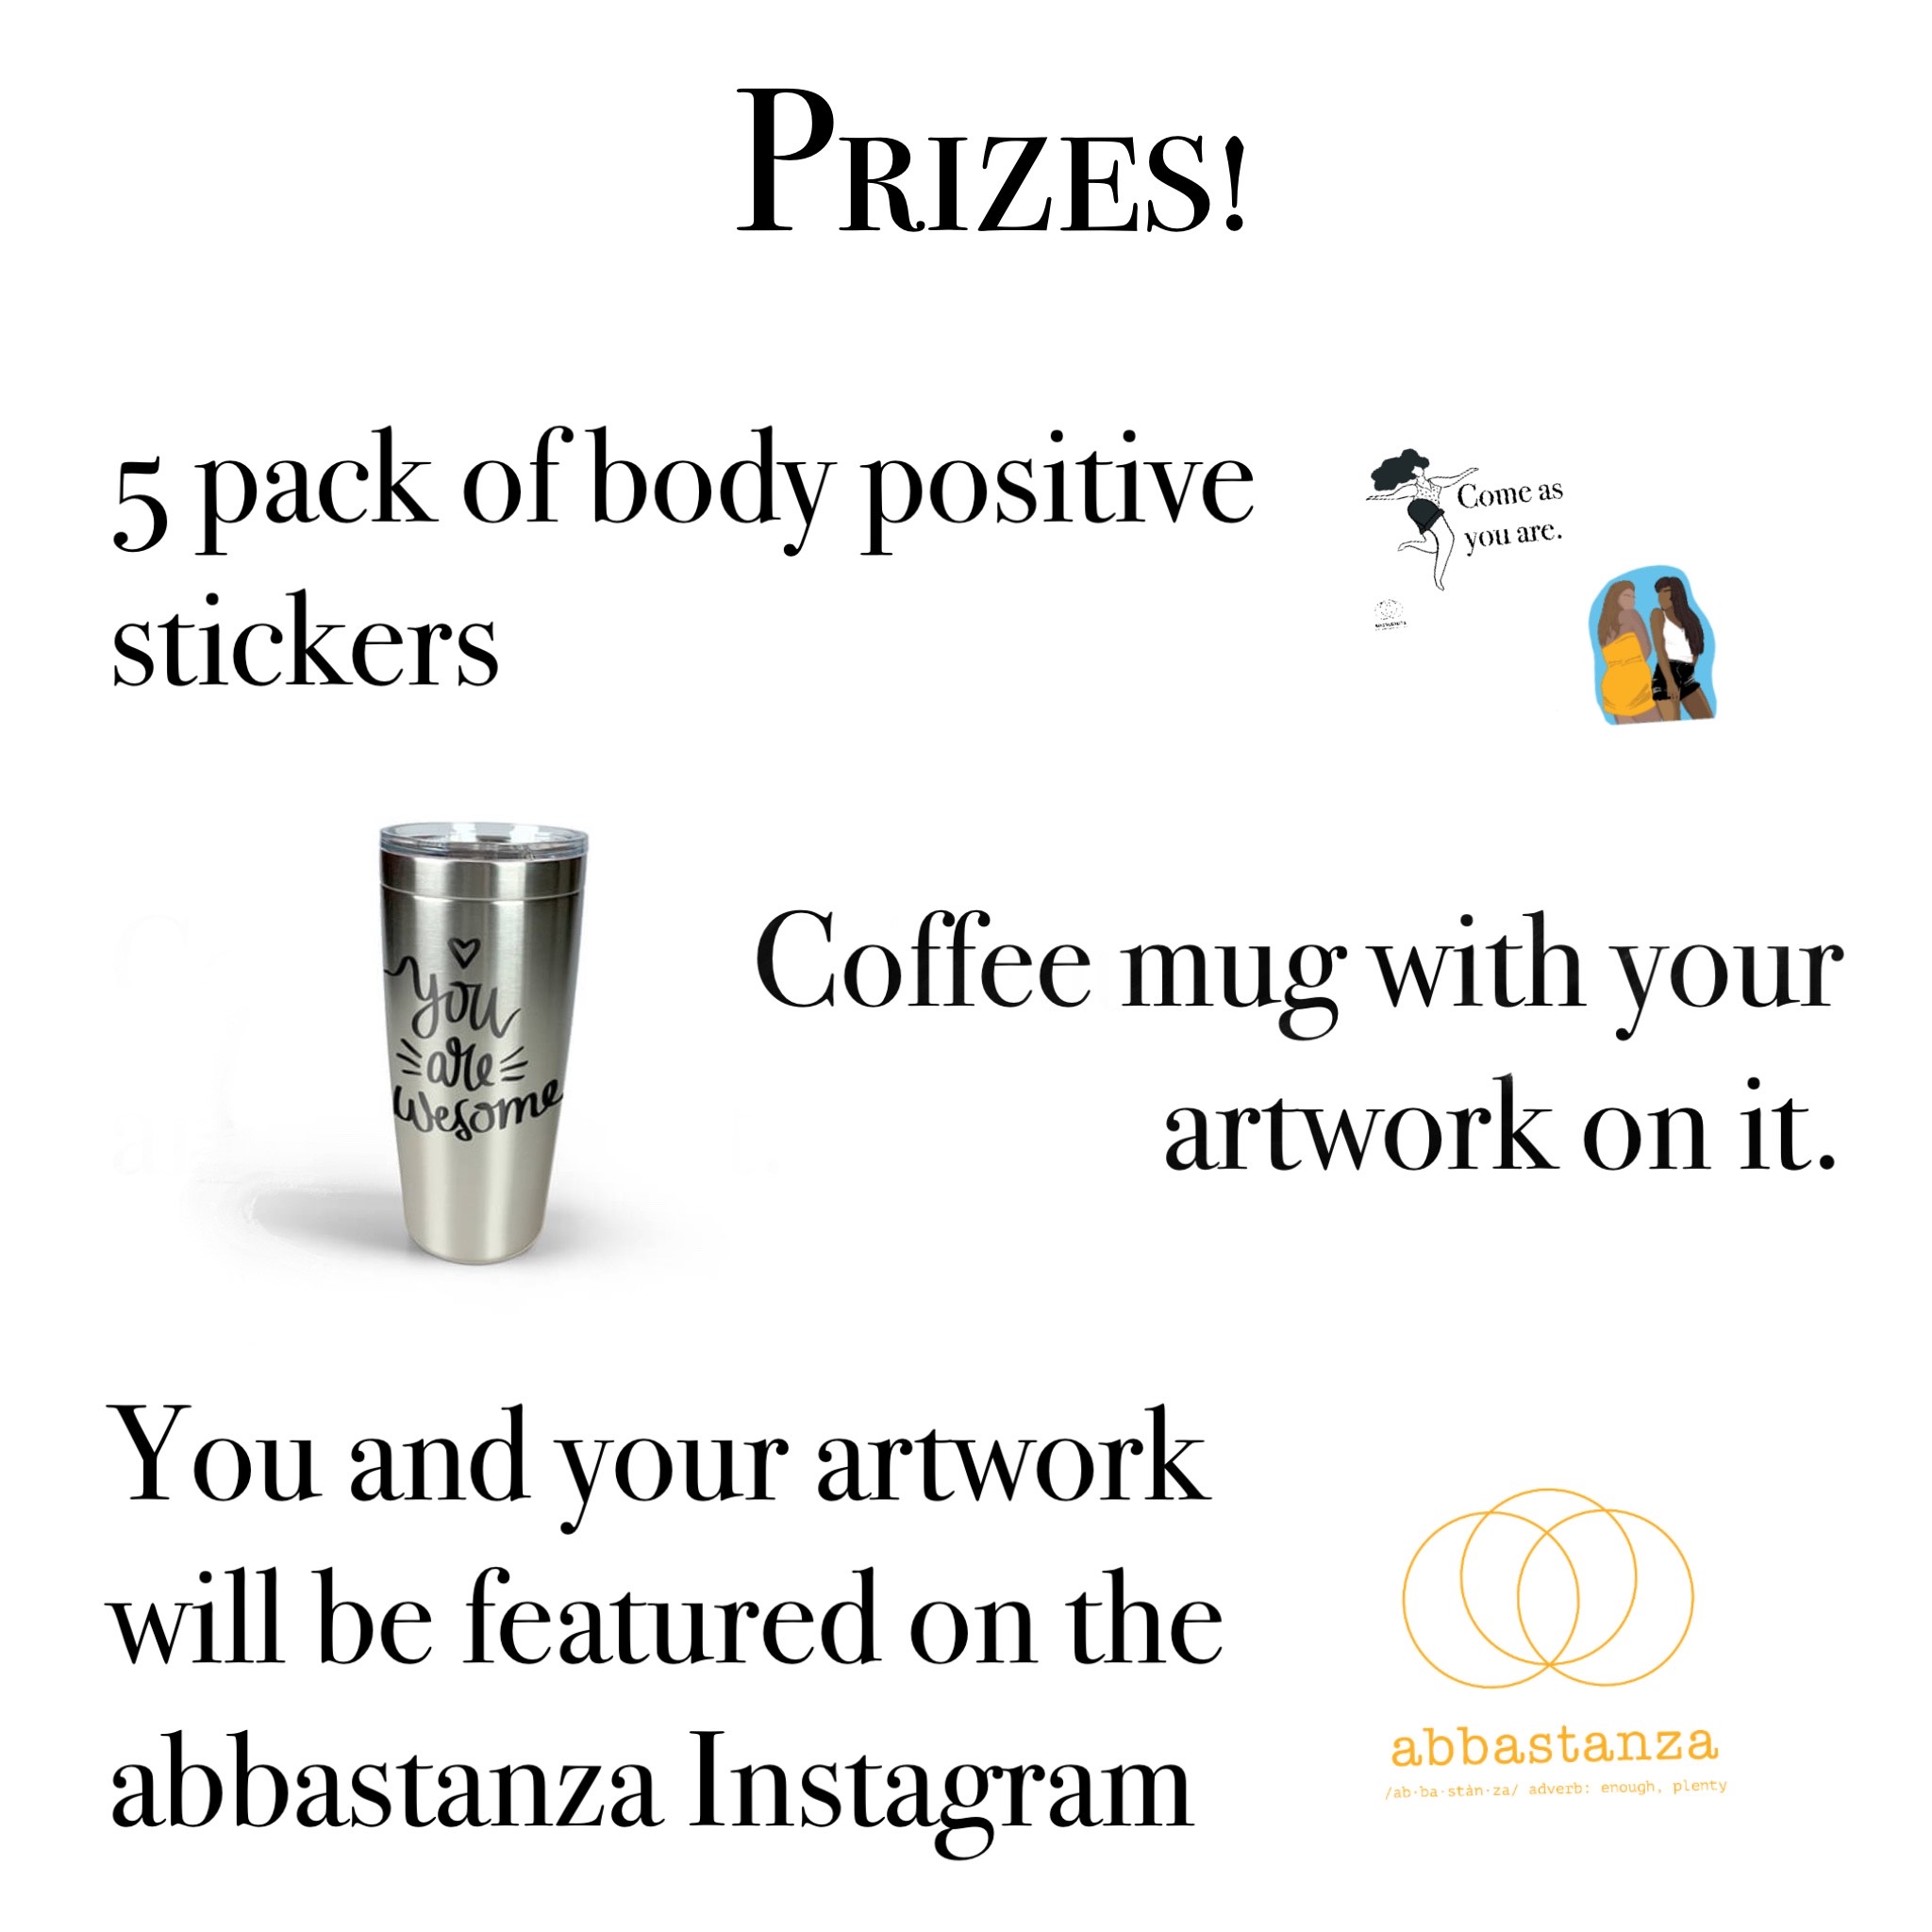 PRIZES!
5 pack of body positive
stickers
Come as
you are.
You
are
wesome
Coffee mug with your
artwork on it.
You and your artwork
will be featured on the
abbastanza Instagram
abbastanza
/ab·ba·stàn·za/ adverb: enough, plenty